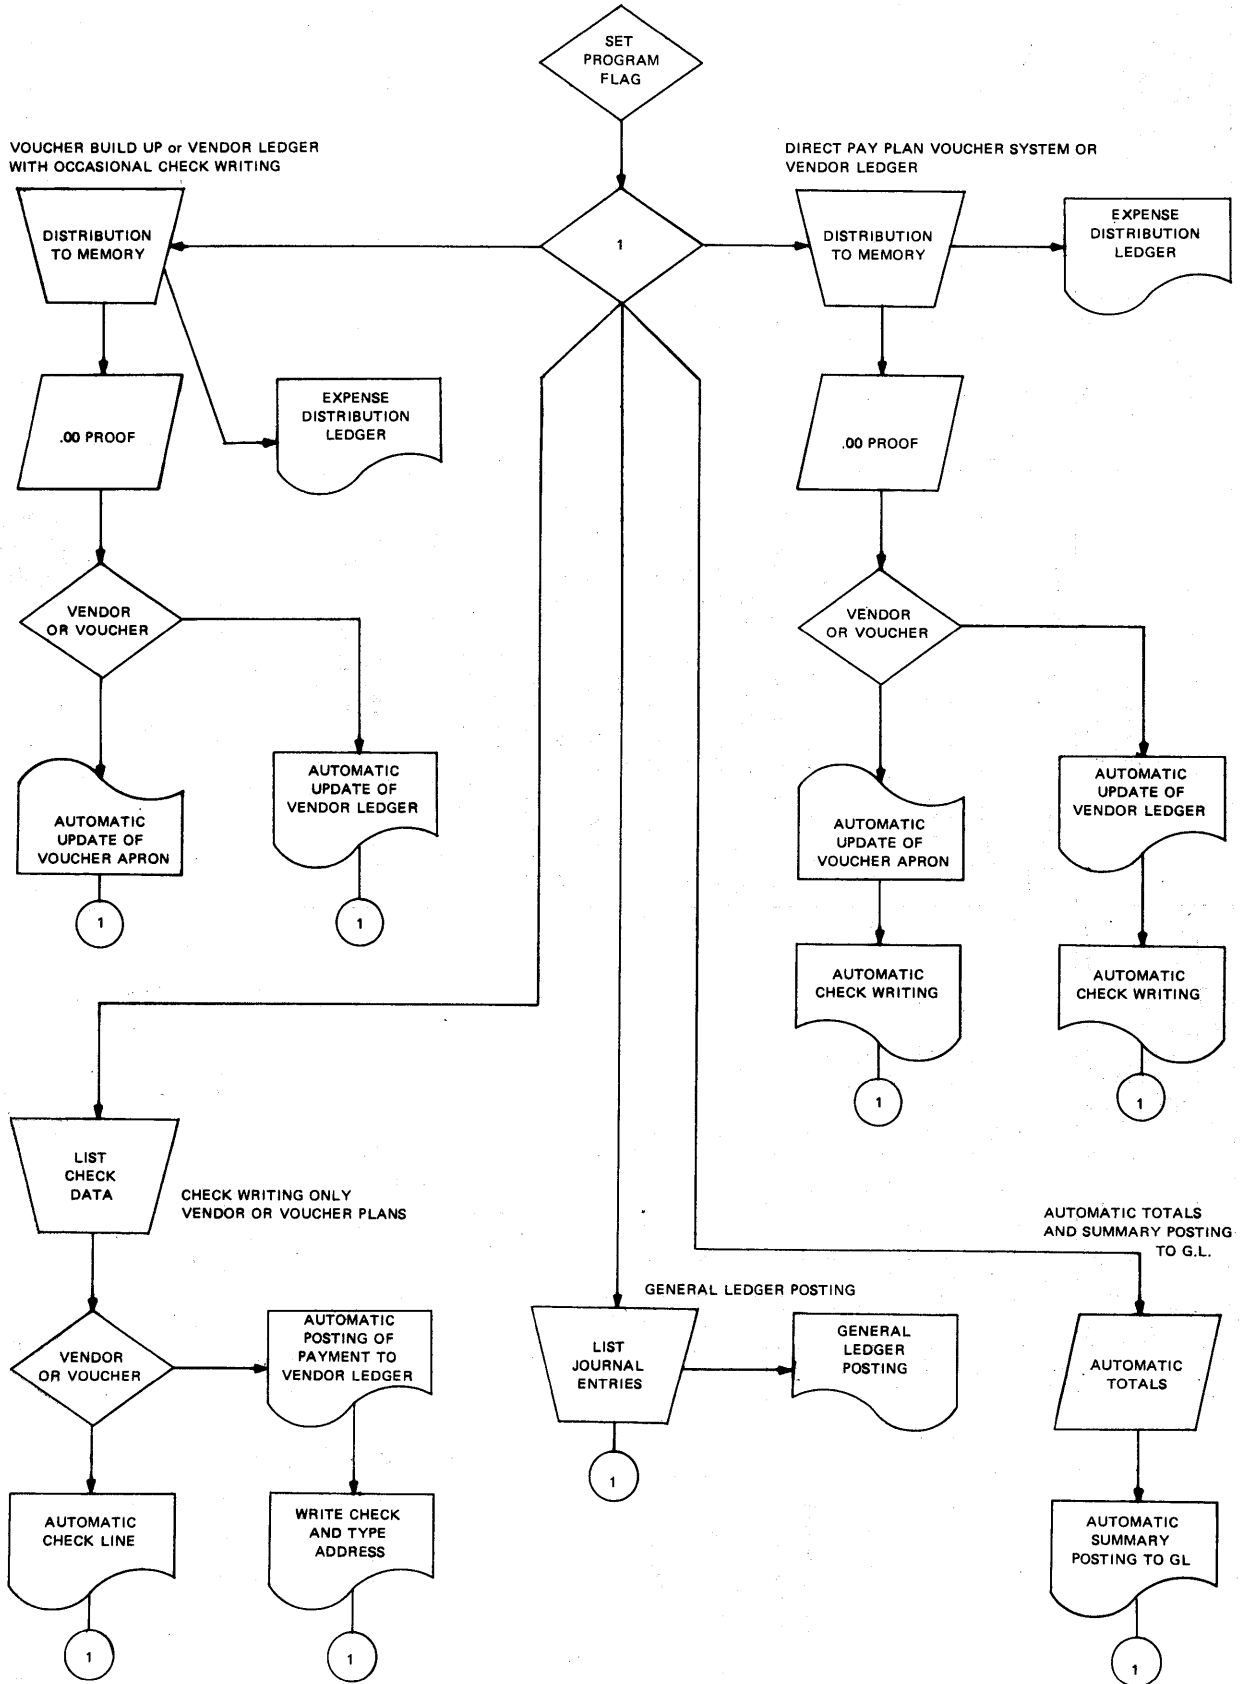 SET
PROGRAM
FLAG
VOUCHER BUILD UP or VENDOR LEDGER
WITH OCCASIONAL CHECK WRITING
DIRECT PAY PLAN VOUCHER SYSTEM OR
VENDOR LEDGER
DISTRIBUTION
TO MEMORY
1
DISTRIBUTION
TO MEMORY
EXPENSE
DISTRIBUTION
LEDGER
.00 PROOF
EXPENSE
DISTRIBUTION
LEDGER
.00 PROOF
VENDOR
OR VOUCHER
VENDOR
OR VOUCHER
AUTOMATIC
UPDATE OF
VOUCHER APRON
AUTOMATIC
UPDATE OF
VENDOR LEDGER
AUTOMATIC
UPDATE OF
VOUCHER APRON
AUTOMATIC
UPDATE OF
VENDOR LEDGER
1
1
AUTOMATIC
CHECK WRITING
AUTOMATIC
CHECK WRITING
1
1
LIST
CHECK
DATA
CHECK WRITING ONLY
VENDOR OR VOUCHER PLANS
AUTOMATIC TOTALS
AND SUMMARY POSTING
TO G.L.
GENERAL LEDGER POSTING
VENDOR
OR VOUCHER
AUTOMATIC
POSTING OF
PAYMENT TO
VENDOR LEDGER
LIST
JOURNAL
ENTRIES
GENERAL
LEDGER
POSTING
AUTOMATIC
TOTALS
1
AUTOMATIC
CHECK LINE
WRITE CHECK
AND TYPE
ADDRESS
AUTOMATIC
SUMMARY
POSTING TO GL
1
1
1